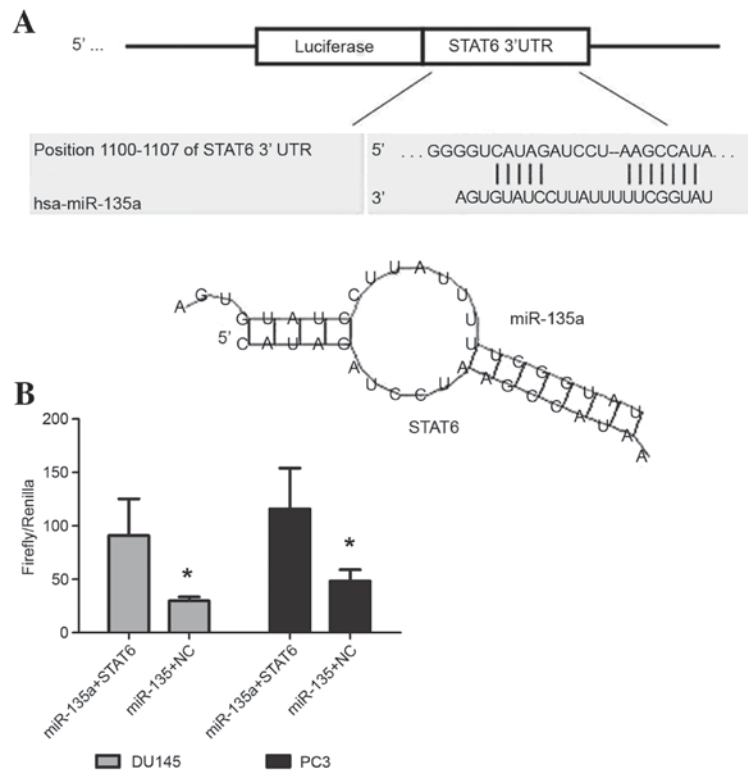 A
5' ...
Luciferase
STAT6 3'UTR
Position 1100-1107 of STAT6 3' UTR
5' ...GGGGUCAUAGAUCCU--AAGCCAUA...
hsa-miR-135a
3' AGUGUAUCCUUAUUUUUCGGUAU
AGUGUAUCCUUAUUUUUCGGUAU
miR-135a
5'
CAUAGAUCCUAAGCCAUAA
STAT6
B
Firefly/Renilla
200
150
100
50
0
*
*
miR-135a+STAT6
miR-135+NC
miR-135a+STAT6
miR-135+NC
DU145
PC3